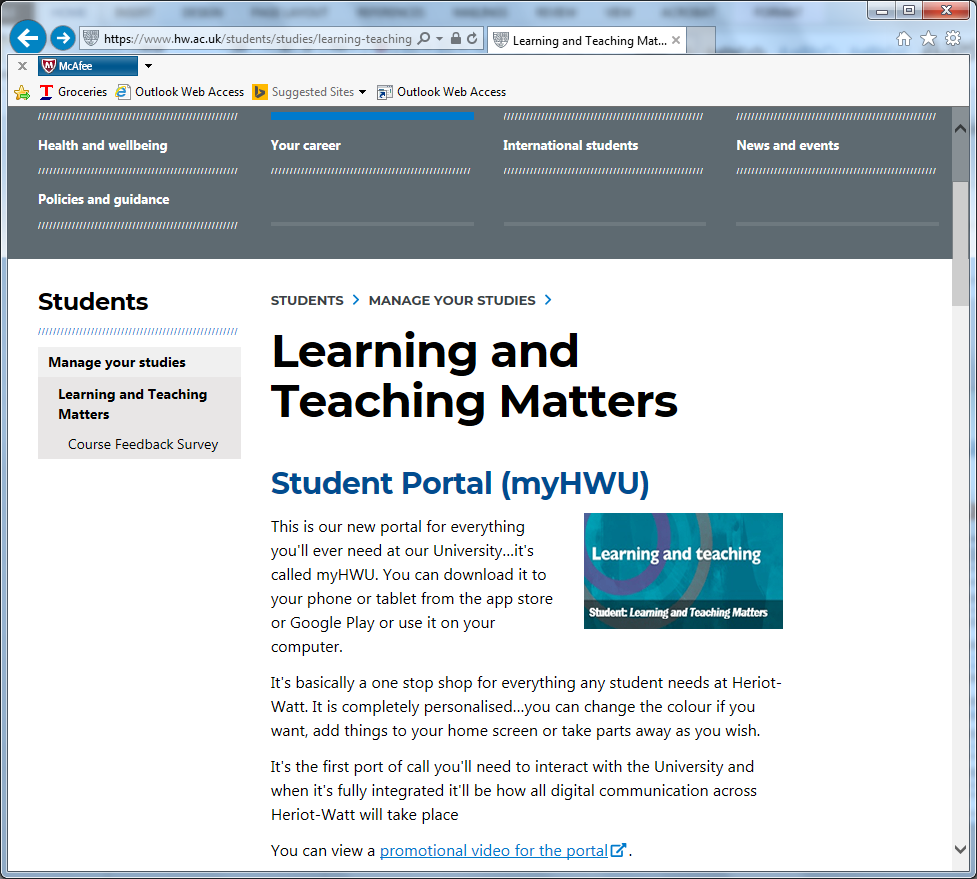 https://www.hw.ac.uk/students/studies/learning-teaching
Learning and Teaching Mat...
McAfee
Groceries Outlook Web Access Suggested Sites Outlook Web Access
Health and wellbeing Your career International students News and events
Policies and guidance
Students
Manage your studies
Learning and Teaching
Matters
Course Feedback Survey
STUDENTS > MANAGE YOUR STUDIES >
Learning and
Teaching Matters
Student Portal (myHWU)
This is our new portal for everything
you'll ever need at our University...it's
called myHWU. You can download it to
your phone or tablet from the app store
or Google Play or use it on your
computer.
Learning and teaching
Student: Learning and Teaching Matters
It's basically a one stop shop for everything any student needs at Heriot-
Watt. It is completely personalised...you can change the colour if you
want, add things to your home screen or take parts away as you wish.
It's the first port of call you'll need to interact with the University and
when it's fully integrated it'll be how all digital communication across
Heriot-Watt will take place
You can view a promotional video for the portal.